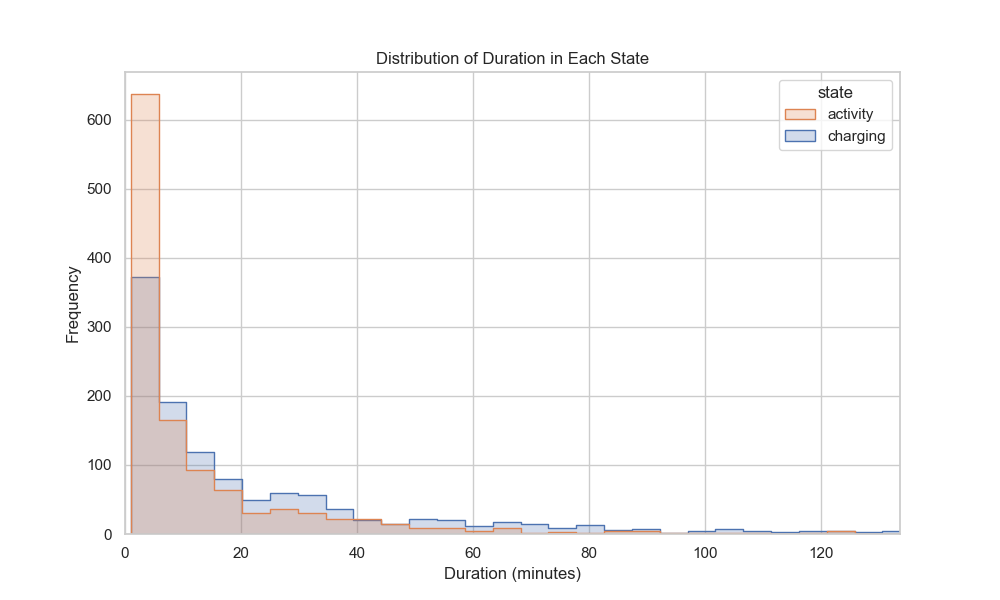 Distribution of Duration in Each State
state
activity
charging
600
500
400
300
200
100
0
Frequency
0 20 40 60 80 100 120
Duration (minutes)